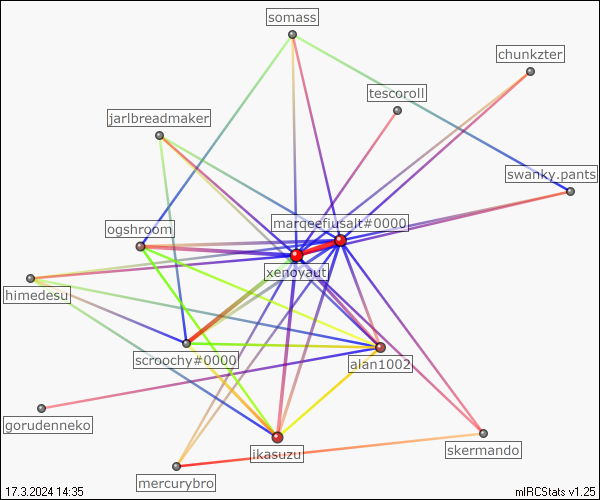 somass
chunkzter
tescoroll
jarlbreadmaker
swanky.pants
marqeefiusalt#0000
ogshroom
xenoyaut
himedesu
scroochy#0000
alan1002
gorudenneko
ikasuzu
skermando
mercurybro
17.3.2024 14:35
mIRCStats v1.25